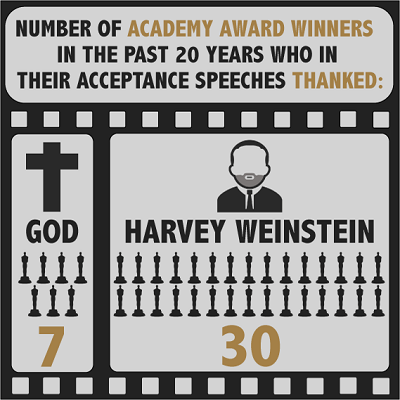 NUMBER OF ACADEMY AWARD WINNERS
IN THE PAST 20 YEARS WHO IN
THEIR ACCEPTANCE SPEECHES THANKED:
GOD
7
HARVEY WEINSTEIN
30